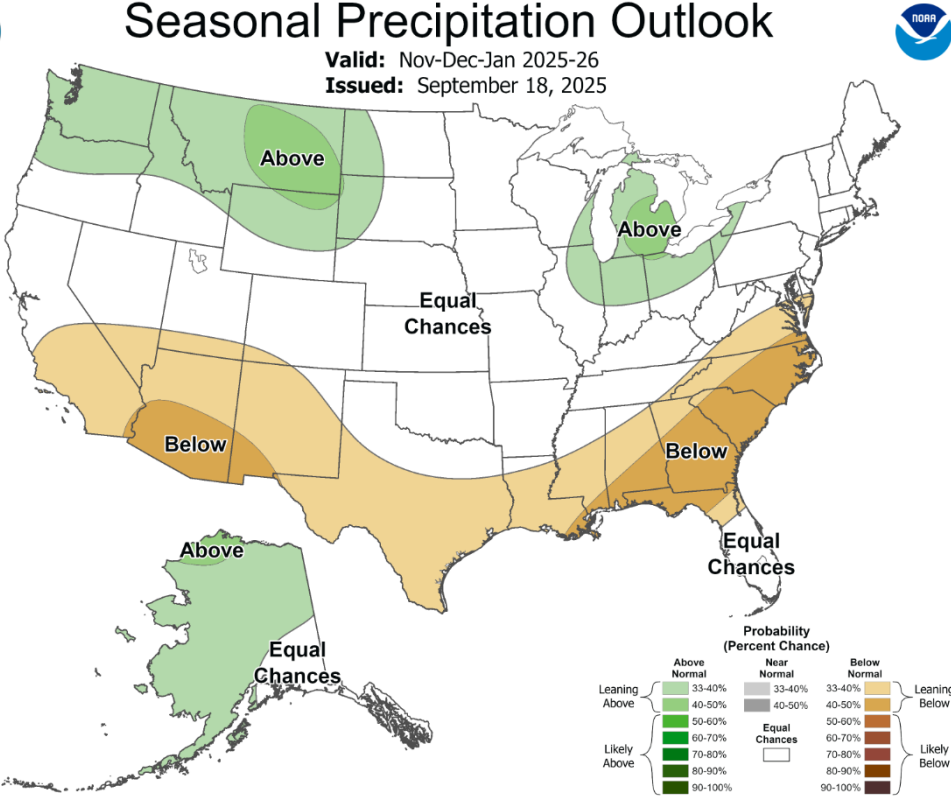 Seasonal Precipitation Outlook
NOAA
Valid: Nov-Dec-Jan 2025-26
Issued: September 18, 2025
Above
Above
Equal
Chances
Below
Below
Above
Equal
Chances
Equal
Chances
Probability
(Percent Chance)
Above
Normal
Near
Normal
Below
Normal
Leaning
Above
33-40%
40-50%
33-40%
40-50%
33-40%
40-50%
Leaning
Below
Likely
Above
50-60%
60-70%
70-80%
80-90%
90-100%
Equal
Chances
50-60%
60-70%
70-80%
80-90%
90-100%
Likely
Below